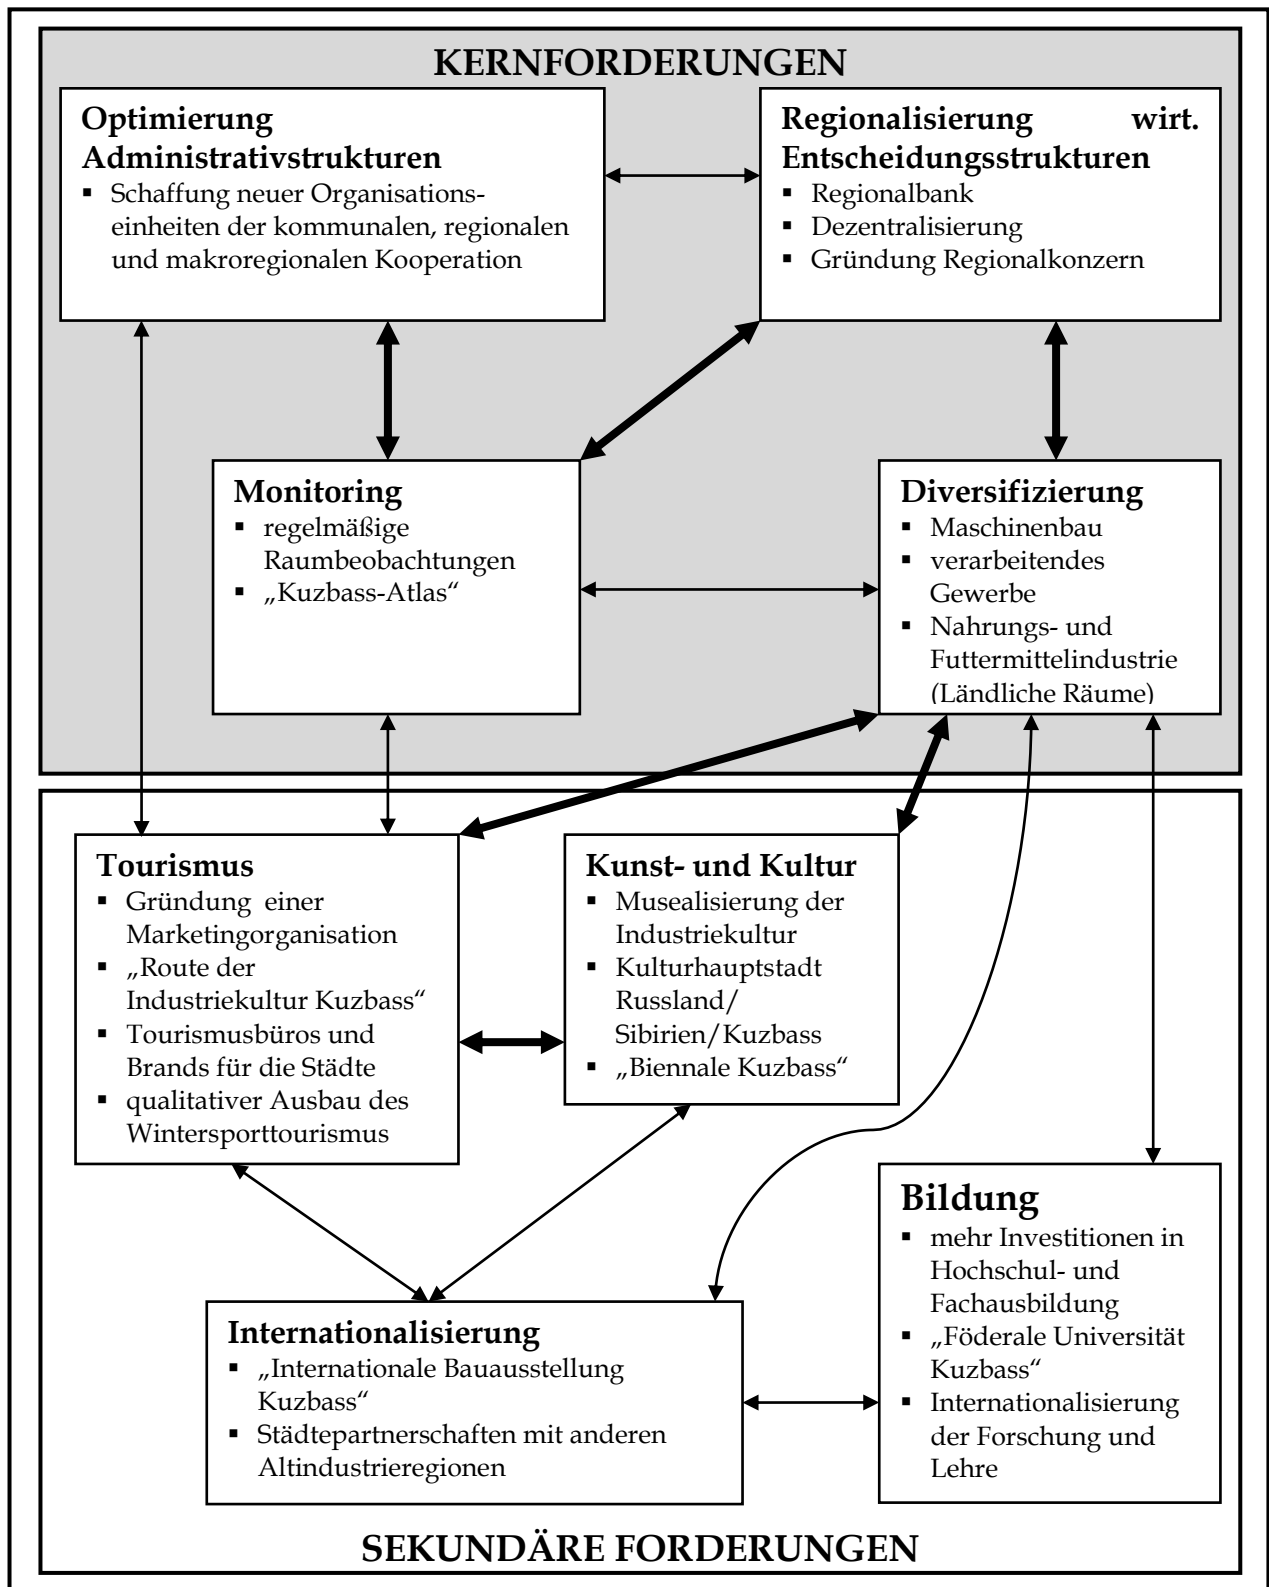 KERNFORDERUNGEN
Optimierung
Administrativstrukturen
▪ Schaffung neuer Organisations-
einheiten der kommunalen, regionalen
und makroregionalen Kooperation
Regionalisierung wirt.
Entscheidungsstrukturen
▪ Regionalbank
▪ Dezentralisierung
▪ Gründung Regionalkonzern
Monitoring
▪ regelmäßige
Raumbeobachtungen
▪ „Kuzbass-Atlas“
Diversifizierung
▪ Maschinenbau
▪ verarbeitendes
Gewerbe
▪ Nahrungs- und
Futtermittelindustrie
(Ländliche Räume)
Tourismus
▪ Gründung einer
Marketingorganisation
▪ „Route der
Industriekultur Kuzbass“
▪ Tourismusbüros und
Brands für die Städte
▪ qualitativer Ausbau des
Wintersporttourismus
Kunst- und Kultur
▪ Musealisierung der
Industriekultur
▪ Kulturhauptstadt
Russland/
Sibirien/Kuzbass
▪ „Biennale Kuzbass“
Internationalisierung
▪ „Internationale Bauausstellung
Kuzbass“
▪ Städtepartnerschaften mit anderen
Altindustrieregionen
Bildung
▪ mehr Investitionen in
Hochschul- und
Fachausbildung
▪ „Föderale Universität
Kuzbass“
▪ Internationalisierung
der Forschung und
Lehre
SEKUNDÄRE FORDERUNGEN